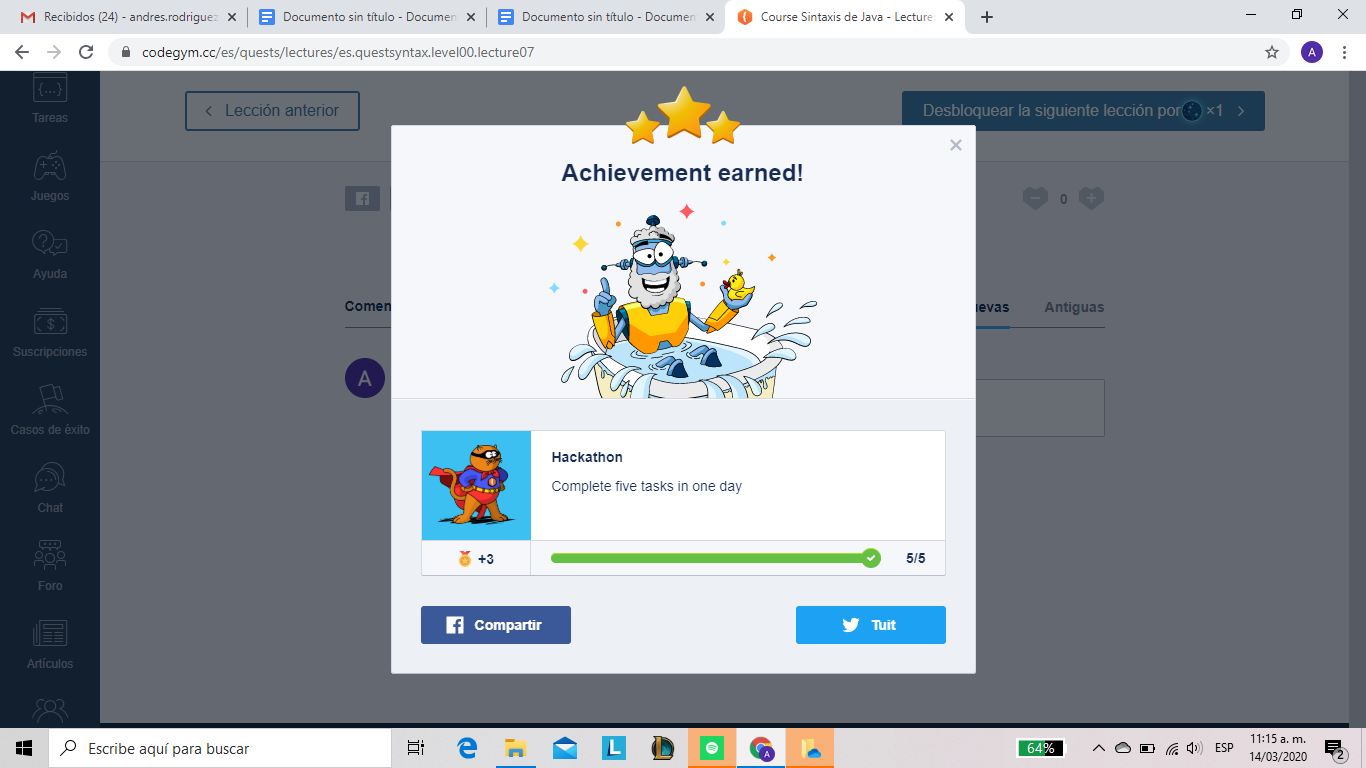 Recibidos (24) - andres.rodriguez
Documento sin título - Documen
Documento sin título - Documen
Course Sintaxis de Java - Lecture
codegym.cc/es/quests/lectures/es.questsyntax.level00.lecture07
A
Tareas
Juegos
Ayuda
Suscripciones
Casos de éxito
Chat
Foro
Artículos
Lección anterior
Desbloquear la siguiente lección por ×1
0
Comen
uevas
Antiguas
A
Achievement earned!
Hackathon
Complete five tasks in one day
+3
5/5
Compartir
Tuit
Escribe aquí para buscar
L
A
64%
ESP
11:15 a. m.
14/03/2020
2